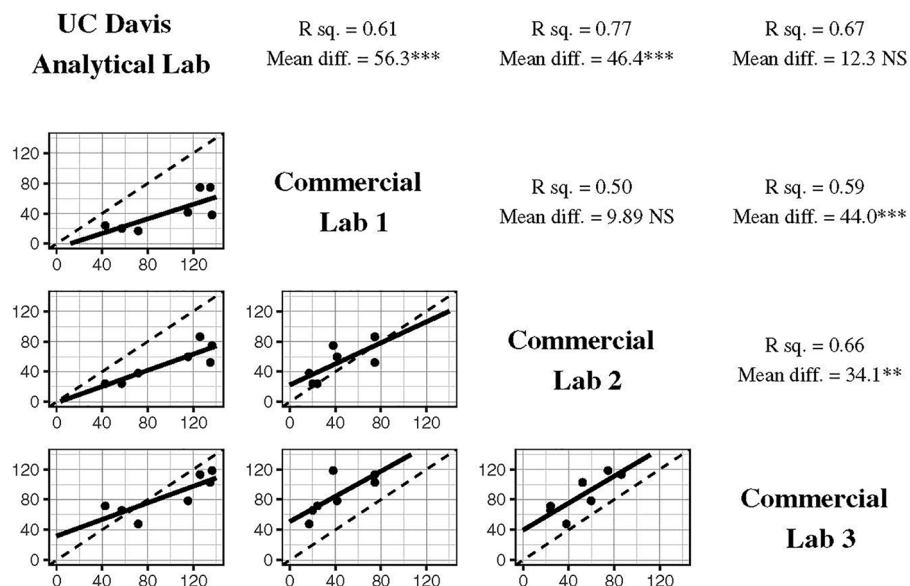 UC Davis
Analytical Lab
R sq. = 0.61
Mean diff. = 56.3***
R sq. = 0.77
Mean diff. = 46.4***
R sq. = 0.67
Mean diff. = 12.3 NS
120
80
40
0
0 40 80 120
Commercial
Lab 1
R sq. = 0.50
Mean diff. = 9.89 NS
R sq. = 0.59
Mean diff. = 44.0***
120
80
40
0
0 40 80 120
120
80
40
0
0 40 80 120
Commercial
Lab 2
R sq. = 0.66
Mean diff. = 34.1**
120
80
40
0
0 40 80 120
120
80
40
0
0 40 80 120
120
80
40
0
0 40 80 120
Commercial
Lab 3